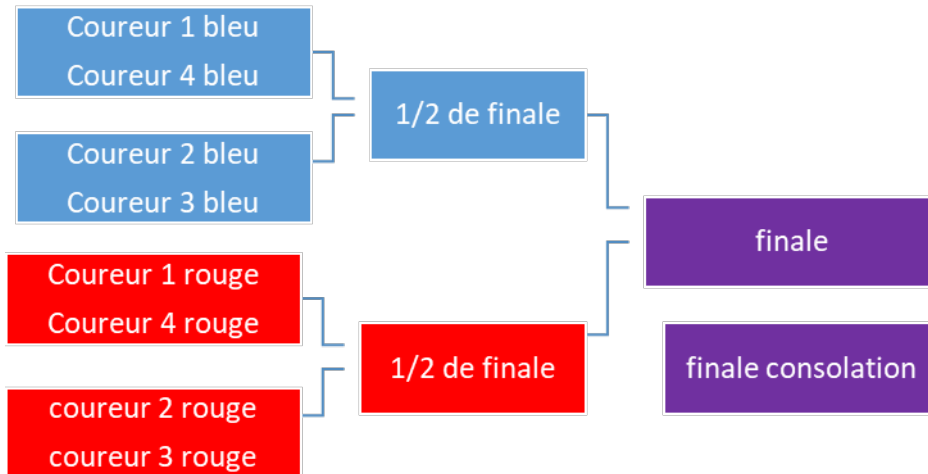 Coureur 1 bleu
Coureur 4 bleu
Coureur 2 bleu
Coureur 3 bleu
1/2 de finale
Coureur 1 rouge
Coureur 4 rouge
coureur 2 rouge
coureur 3 rouge
1/2 de finale
finale
finale consolation